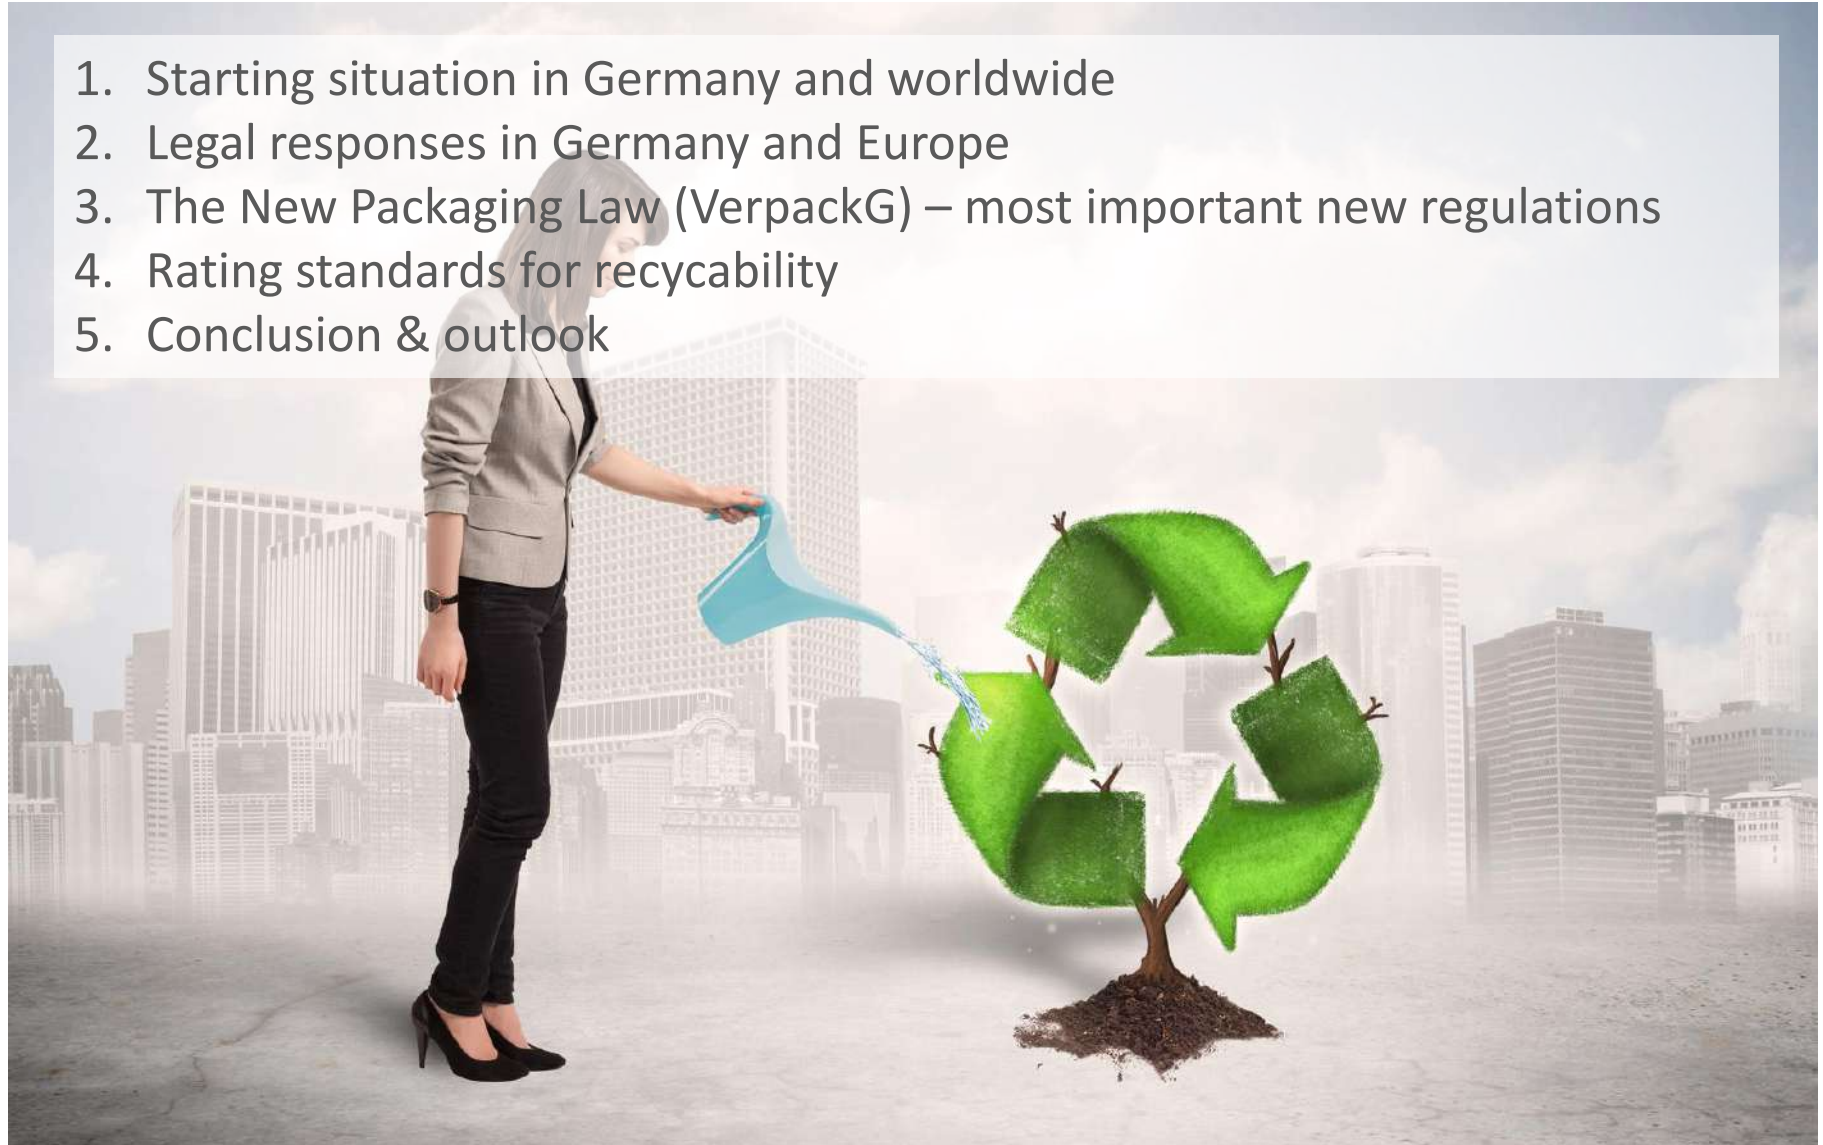 1. Starting situation in Germany and worldwide
2. Legal responses in Germany and Europe
3. The New Packaging Law (VerpackG) – most important new regulations
4. Rating standards for recycability
5. Conclusion & outlook